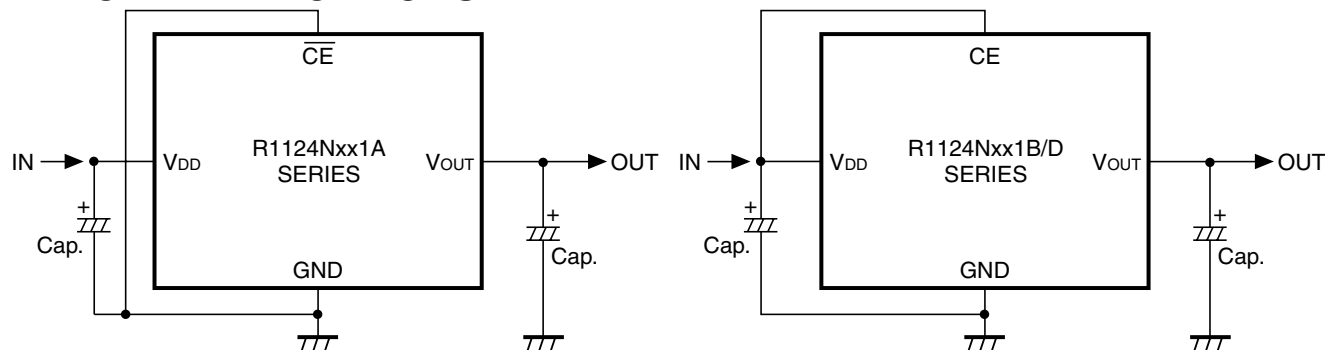 CE
IN
VDD
R1124Nxx1A
SERIES
VOUT
OUT
+
Cap.
+
Cap.
GND
CE
IN
VDD
R1124Nxx1B/D
SERIES
VOUT
OUT
+
Cap.
+
Cap.
GND